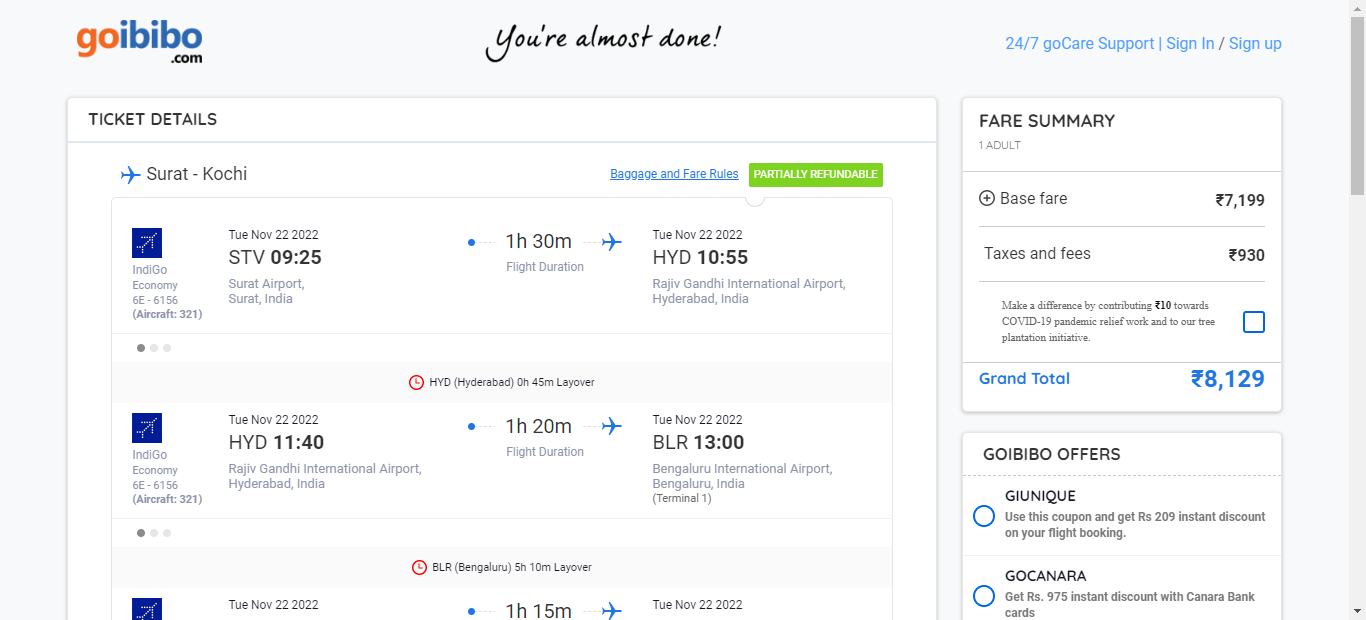 goibibo
.com
You're almost done!
24/7 goCare Support | Sign In / Sign up
TICKET DETAILS
Surat - Kochi
Baggage and Fare Rules
PARTIALLY REFUNDABLE
IndiGo
Economy
6E - 6156
(Aircraft: 321)
Tue Nov 22 2022
STV 09:25
Surat Airport,
Surat, India
1h 30m
Flight Duration
Tue Nov 22 2022
HYD 10:55
Rajiv Gandhi International Airport,
Hyderabad, India
HYD (Hyderabad) 0h 45m Layover
IndiGo
Economy
6E - 6156
(Aircraft: 321)
Tue Nov 22 2022
HYD 11:40
Rajiv Gandhi International Airport,
Hyderabad, India
1h 20m
Flight Duration
Tue Nov 22 2022
BLR 13:00
Bengaluru International Airport,
Bengaluru, India
(Terminal 1)
BLR (Bengaluru) 5h 10m Layover
Tue Nov 22 2022
1h 15m
Tue Nov 22 2022
FARE SUMMARY
1 ADULT
Base fare
₹7,199
Taxes and fees
₹930
Make a difference by contributing ₹10 towards
COVID-19 pandemic relief work and to our tree
plantation initiative.
Grand Total
₹8,129
GOIBIBO OFFERS
GIUNIQUE
Use this coupon and get Rs 209 instant discount
on your flight booking.
GOCANARA
Get Rs. 975 instant discount with Canara Bank
cards